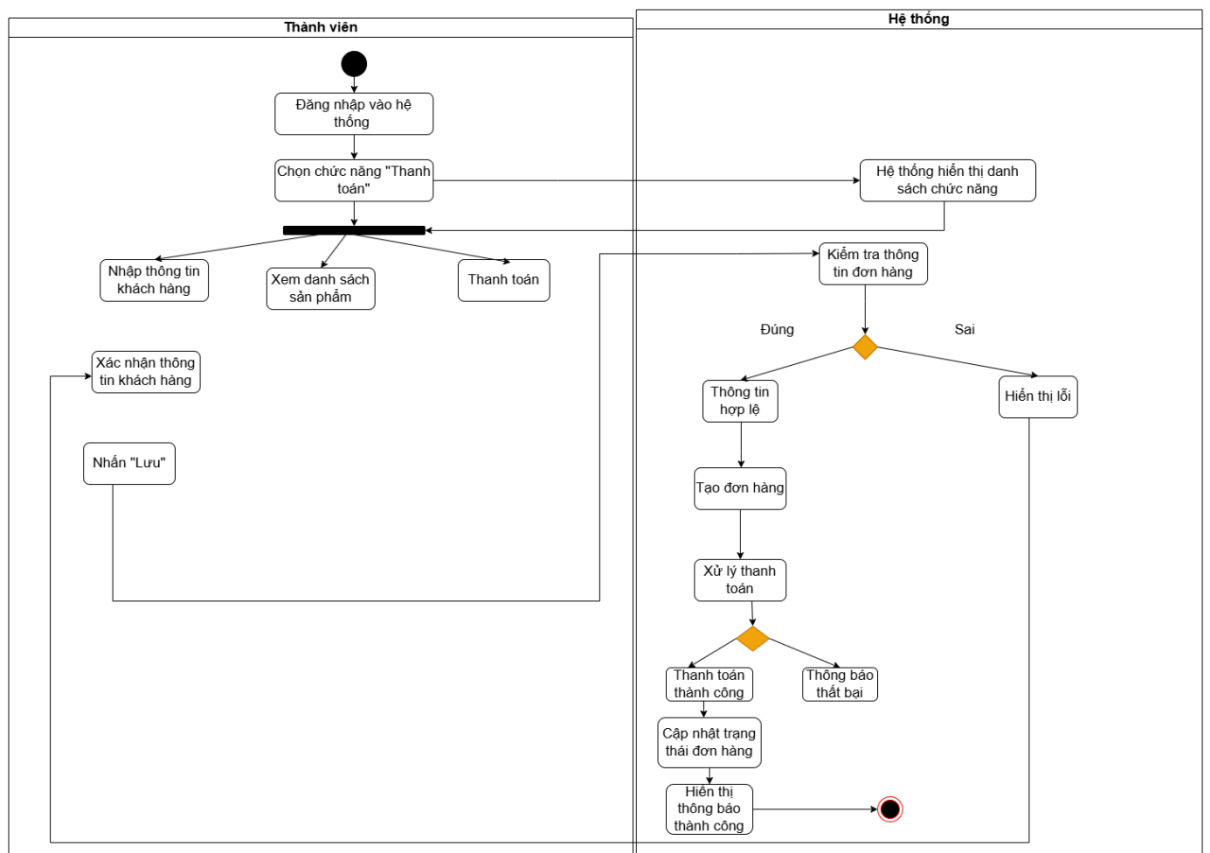 Thành viên
Hệ thống
Đăng nhập vào hệ
thống
Chọn chức năng "Thanh
toán"
Hệ thống hiển thị danh
sách chức năng
Nhập thông tin
khách hàng
Xem danh sách
sản phẩm
Thanh toán
Kiểm tra thông
tin đơn hàng
Đúng
Sai
Xác nhận thông
tin khách hàng
Thông tin
hợp lệ
Hiển thị lỗi
Nhấn "Lưu"
Tạo đơn hàng
Xử lý thanh
toán
Thanh toán
thành công
Thông báo
thất bại
Cập nhật trạng
thái đơn hàng
Hiển thị
thông báo
thành công